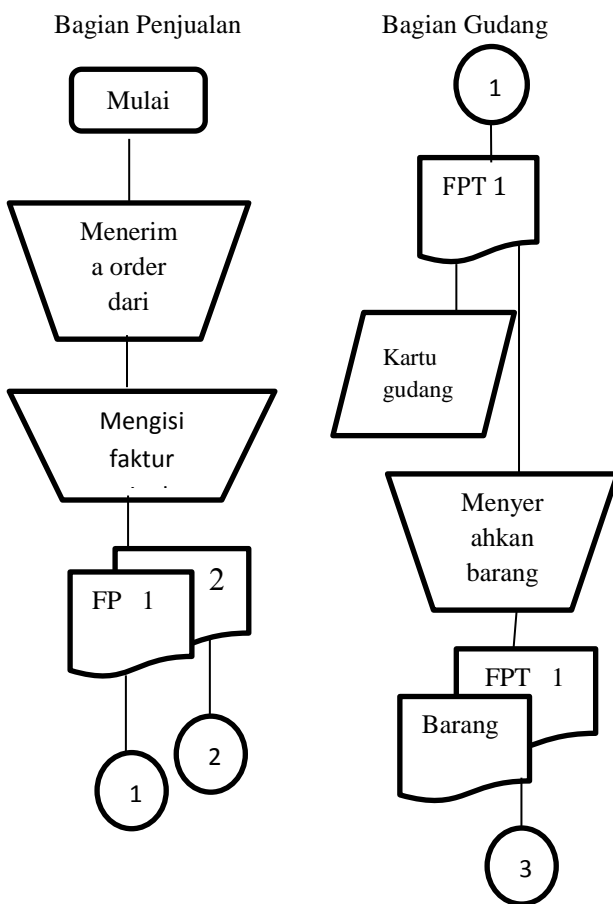 Bagian Penjualan
Mulai
Menerim
a order
dari
Mengisi
faktur
FP 1
2
1
2
Bagian Gudang
1
FPT 1
Kartu
gudang
Menyer
ahkan
barang
FPT 1
Barang
3